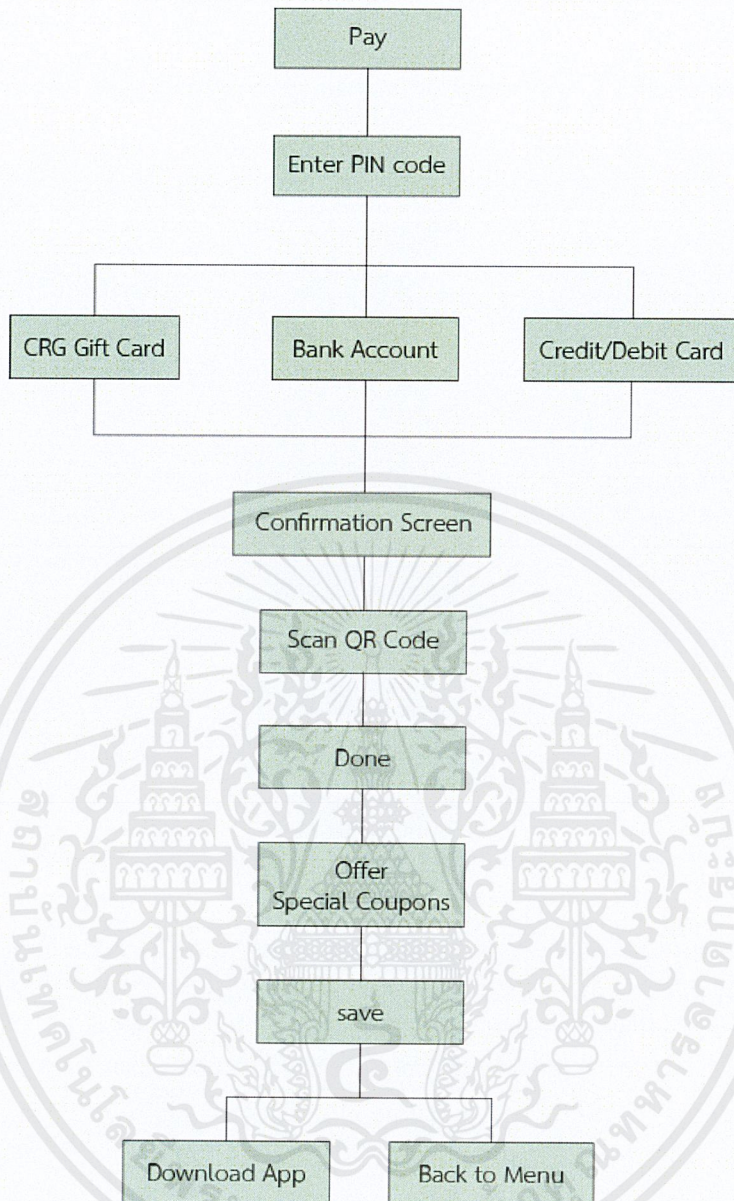 Pay
Enter PIN code
CRG Gift Card
Bank Account
Credit/Debit Card
Confirmation Screen
Scan QR Code
Done
Offer
Special Coupons
save
Download App
Back to Menu